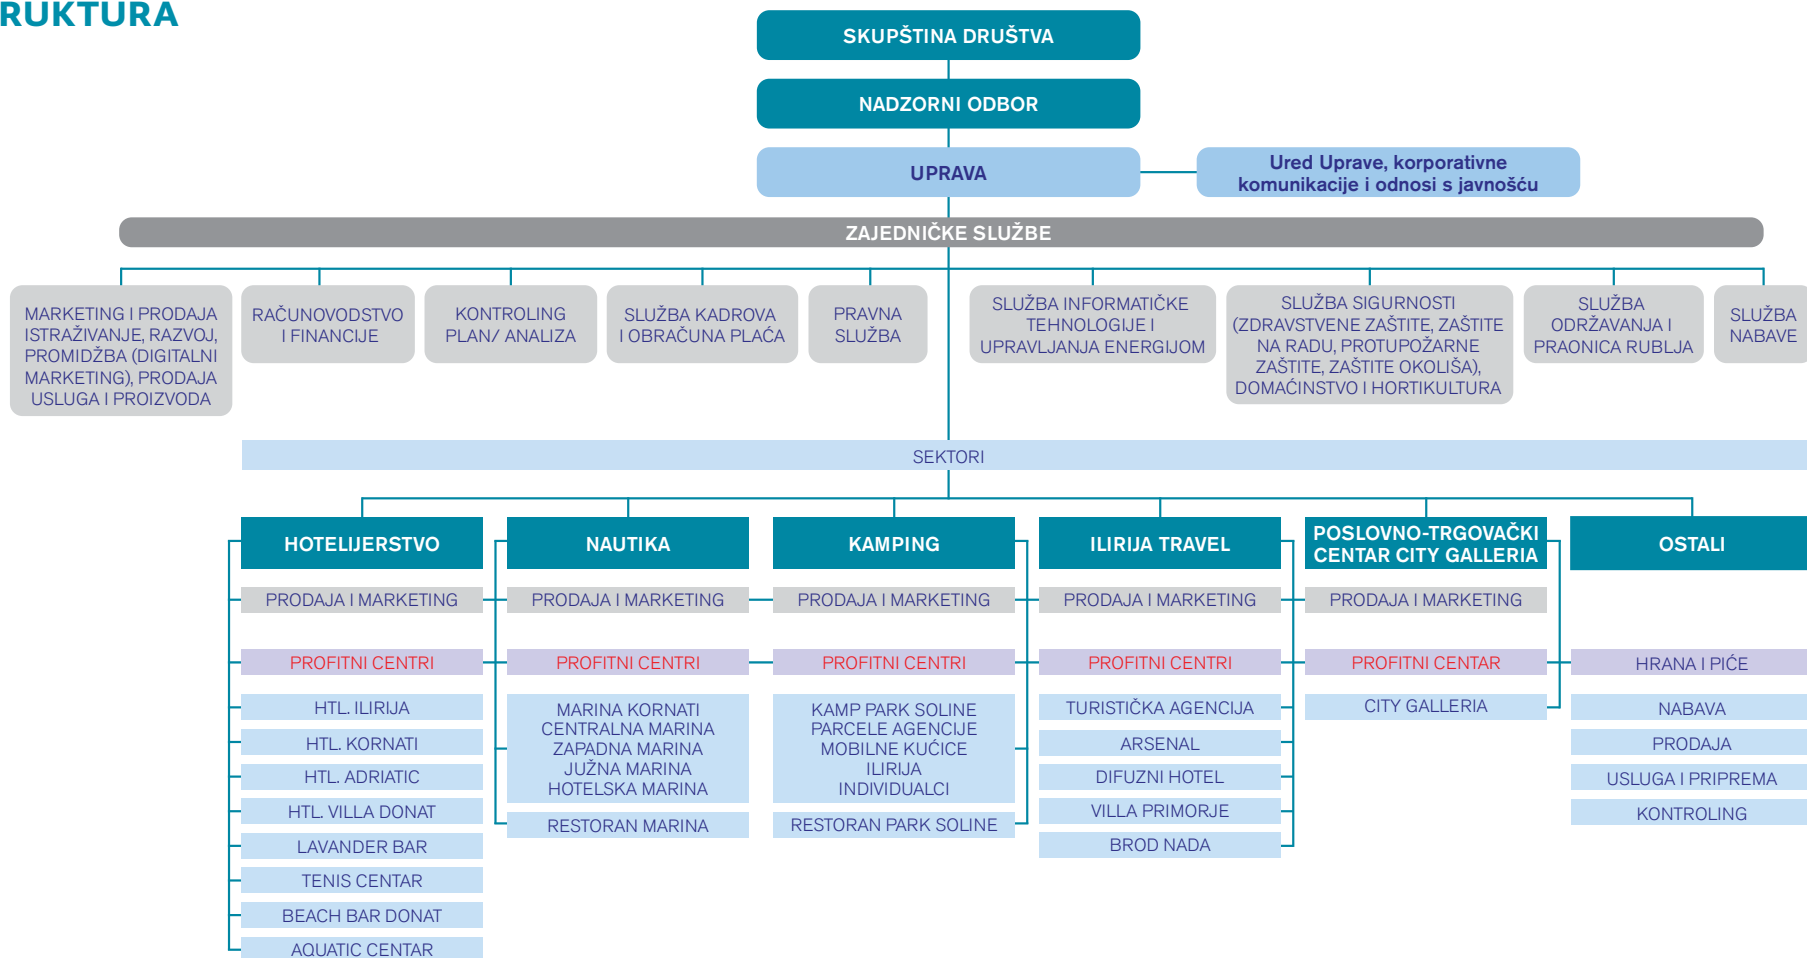 RUKTURA
SKUPŠTINA DRUŠTVA
NADZORNI ODBOR
UPRAVA
Ured Uprave, korporativne
komunikacije i odnosi s javnošću
ZAJEDNIČKE SLUŽBE
MARKETING I PRODAJA
ISTRAŽIVANJE, RAZVOJ,
PROMIDŽBA (DIGITALNI
MARKETING), PRODAJA
USLUGA I PROIZVODA
RAČUNOVODSTVO
I FINANCIJE
KONTROLING
PLAN/ ANALIZA
SLUŽBA KADROVA
I OBRAČUNA PLAĆA
PRAVNA
SLUŽBA
SLUŽBA INFORMATIČKE
TEHNOLOGIJE I
UPRAVLJANJA ENERGIJOM
SLUŽBA SIGURNOSTI
(ZDRAVSTVENE ZAŠTITE, ZAŠTITE
NA RADU, PROTUPOŽARNE
ZAŠTITE, ZAŠTITE OKOLIŠA),
DOMAĆINSTVO I HORTIKULTURA
SLUŽBA
ODRŽAVANJA I
PRAONICA RUBLJA
SLUŽBA
NABAVE
SEKTORI
HOTELIJERSTVO
PRODAJA I MARKETING
PROFITNI CENTRI
HTL. ILIRIJA
HTL. KORNATI
HTL. ADRIATIC
HTL. VILLA DONAT
LAVANDER BAR
TENIS CENTAR
BEACH BAR DONAT
AQUATIC CENTAR
NAUTIKA
PRODAJA I MARKETING
PROFITNI CENTRI
MARINA KORNATI
CENTRALNA MARINA
ZAPADNA MARINA
JUŽNA MARINA
HOTELSKA MARINA
RESTORAN MARINA
KAMPING
PRODAJA I MARKETING
PROFITNI CENTRI
KAMP PARK SOLINE
PARCELE AGENCIJE
MOBILNE KUĆICE
ILIRIJA
INDIVIDUALCI
RESTORAN PARK SOLINE
ILIRIJA TRAVEL
PRODAJA I MARKETING
PROFITNI CENTRI
TURISTIČKA AGENCIJA
ARSENAL
DIFUZNI HOTEL
VILLA PRIMORJE
BROD NADA
POSLOVNO-TRGOVAČKI
CENTAR CITY GALLERIA
PRODAJA I MARKETING
PROFITNI CENTAR
CITY GALLERIA
OSTALI
HRANA I PIĆE
NABAVA
PRODAJA
USLUGA I PRIPREMA
KONTROLING